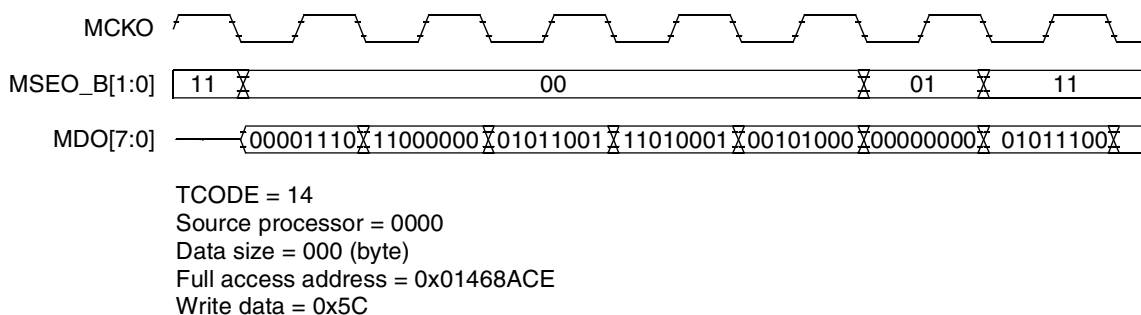 MCKO
MSEO_B[1:0] 11 00 01 11
MDO[7:0] 00001110 11000000 01011001 11010001 00101000 00000000 01011100
TCODE = 14
Source processor = 0000
Data size = 000 (byte)
Full access address = 0x01468ACE
Write data = 0x5C